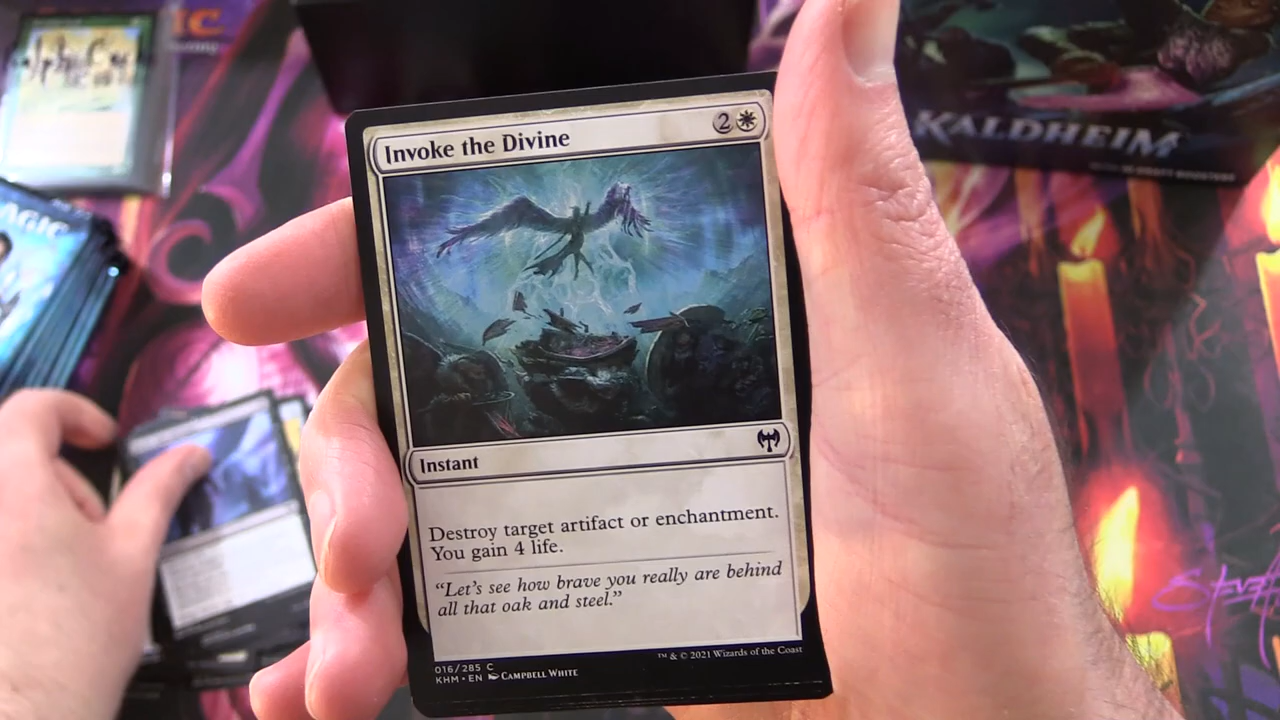 Invoke the Divine
2
Instant
Destroy target artifact or enchantment.
You gain 4 life.
“Let’s see how brave you really are behind
all that oak and steel.”
016/285 C
KHM • EN CAMPBELL WHITE
™ & © 2021 Wizards of the Coast
KALDHEIM
AGIC
IC